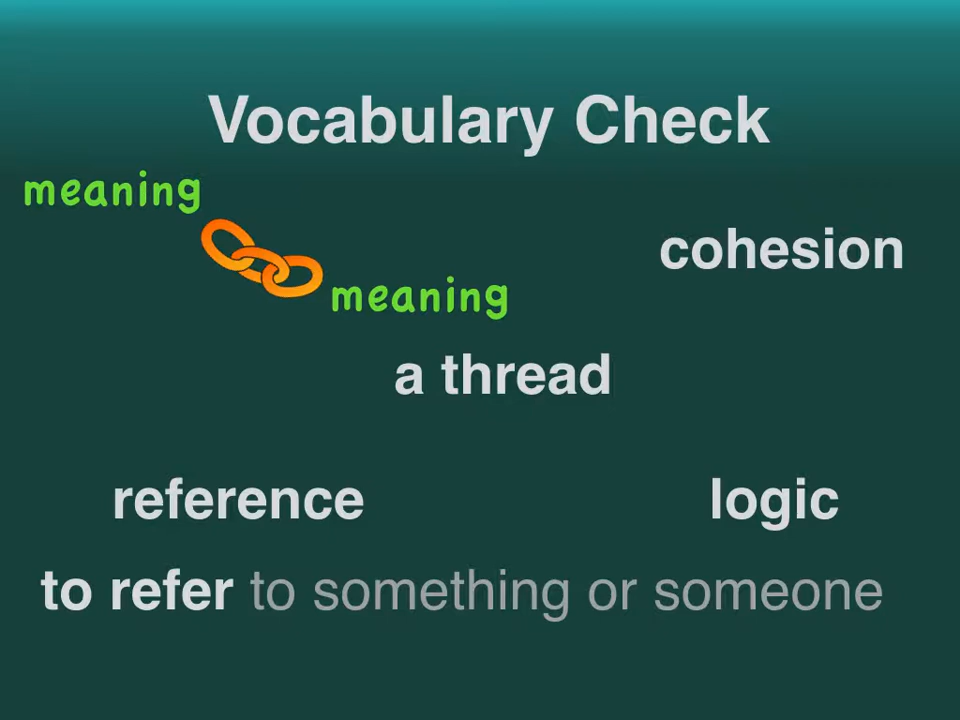 Vocabulary Check
meaning
cohesion
meaning
a thread
reference
logic
to refer to something or someone